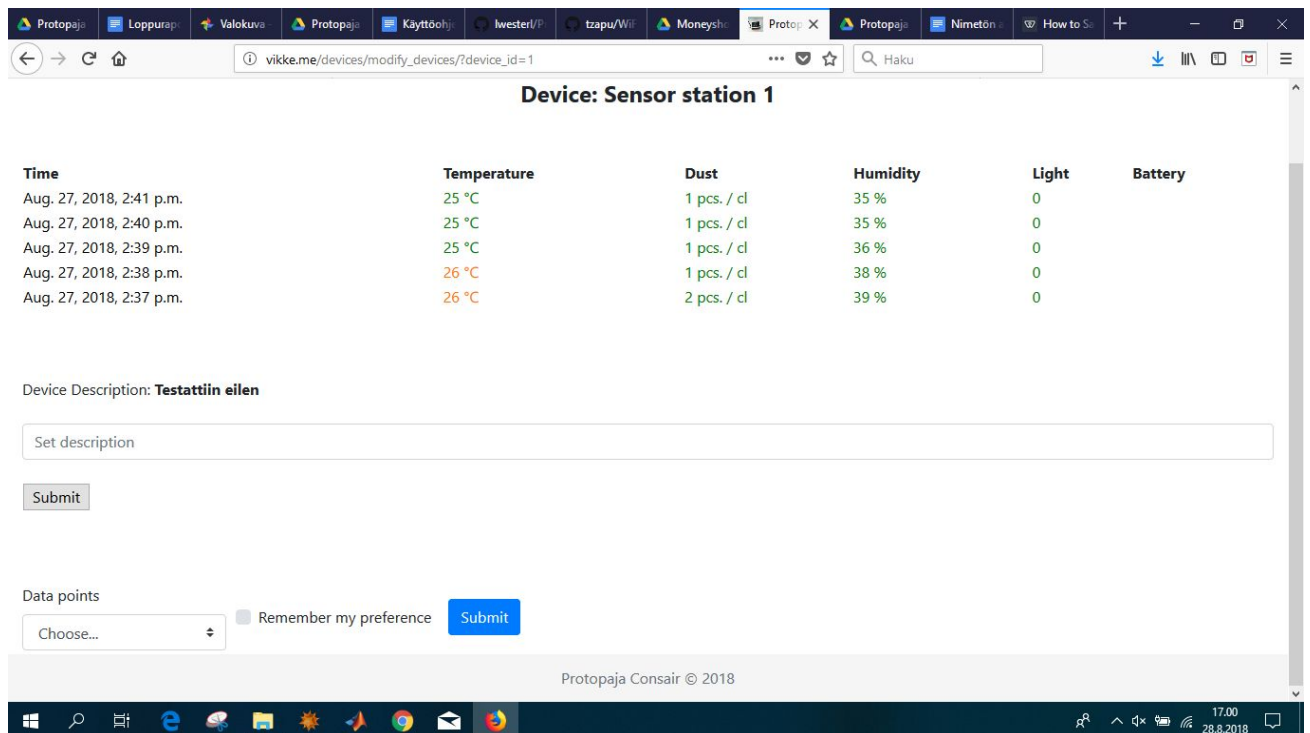 Protopaja Loppurap Valokuva - Protopaja Käyttöohj lwesterl/P tzapu/WiF Moneysh Protop Protopaja Nimetön a How to Sa
vikke.me/devices/modify_devices/?device_id=1 Haku
Device: Sensor station 1
Time Temperature Dust Humidity Light Battery
Aug. 27, 2018, 2:41 p.m. 25 °C 1 pcs. / cl 35 % 0
Aug. 27, 2018, 2:40 p.m. 25 °C 1 pcs. / cl 35 % 0
Aug. 27, 2018, 2:39 p.m. 25 °C 1 pcs. / cl 36 % 0
Aug. 27, 2018, 2:38 p.m. 26 °C 1 pcs. / cl 38 % 0
Aug. 27, 2018, 2:37 p.m. 26 °C 2 pcs. / cl 39 % 0
Device Description: Testattiin eilen
Set description
Submit
Data points
Choose... Remember my preference Submit
Protopaja Consair © 2018
17.00
28.8.2018